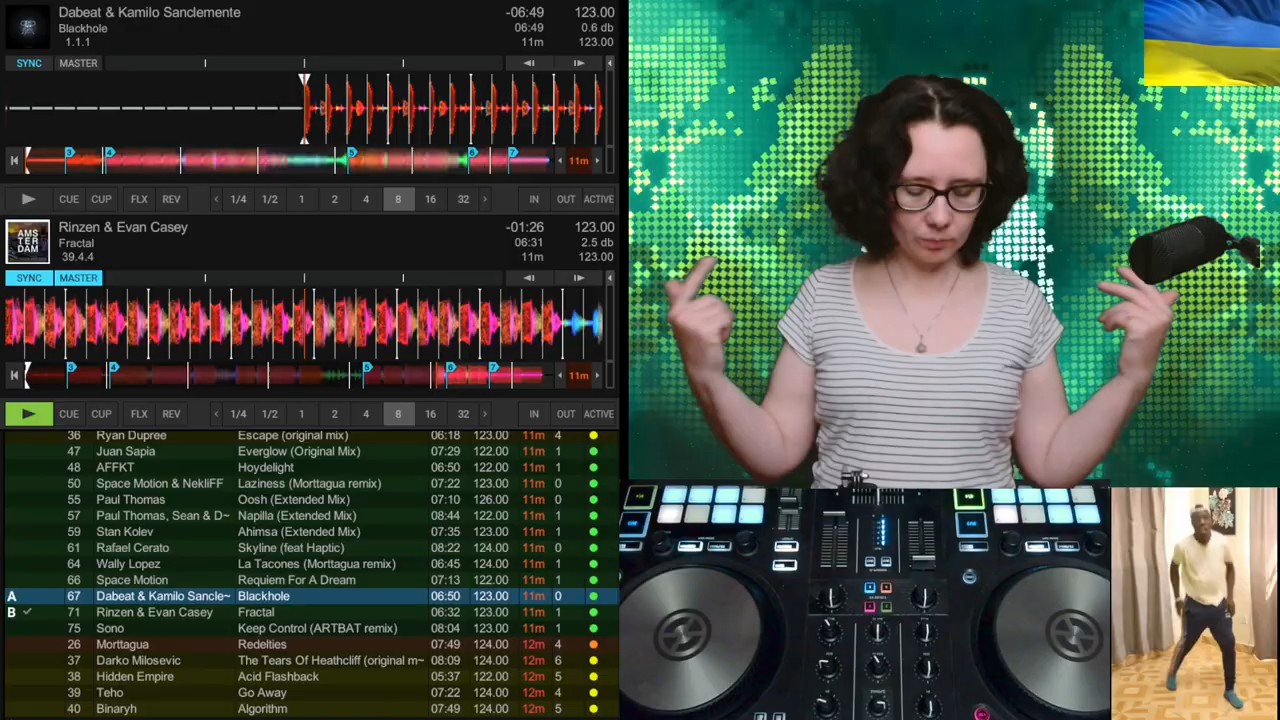 Dabeat & Kamilo Sanclemente -06:49 123.00
Blackhole 06:49 0.6 db
1.1.1 11m 123.00
SYNC MASTER
3 4 5 6 7 11m
CUE CUP FLX REV 1/4 1/2 1 2 4 8 16 32 IN OUT ACTIVE
AMS TER DAM
Rinzen & Evan Casey -01:26 123.00
Fractal 06:31 2.5 db
39.4.4 11m 123.00
SYNC MASTER
3 4 5 6 7 11m
CUE CUP FLX REV 1/4 1/2 1 2 4 8 16 32 IN OUT ACTIVE
36 Ryan Dupree Escape (original mix) 06:18 123.00 11m 4
47 Juan Sapia Everglow (Original Mix) 07:29 122.00 11m 1
48 AFFKT Hoydelight 06:50 122.00 11m 1
50 Space Motion & NekliFF Laziness (Morttagua remix) 07:22 123.00 11m 0
55 Paul Thomas Oosh (Extended Mix) 07:10 126.00 11m 0
57 Paul Thomas, Sean & D~ Napilla (Extended Mix) 08:44 122.00 11m 1
59 Stan Kolev Ahimsa (Extended Mix) 07:35 123.00 11m 1
61 Rafael Cerato Skyline (feat Haptic) 08:22 124.00 11m 0
64 Wally Lopez La Tacones (Morttagua remix) 06:45 124.00 11m 1
66 Space Motion Requiem For A Dream 07:13 122.00 11m 1
A 67 Dabeat & Kamilo Sancle~ Blackhole 06:50 123.00 11m 0
B 71 Rinzen & Evan Casey Fractal 06:32 123.00 11m 1
75 Sono Keep Control (ARTBAT remix) 08:04 123.00 11m 1
26 Morttagua Redelties 07:49 124.00 12m 4
37 Darko Milosevic The Tears Of Heathcliff (original m~ 08:09 124.00 12m 6
38 Hidden Empire Acid Flashback 05:37 122.00 12m 5
39 Teho Go Away 07:22 124.00 12m 4
40 Binaryh Algorithm 07:49 124.00 12m 5